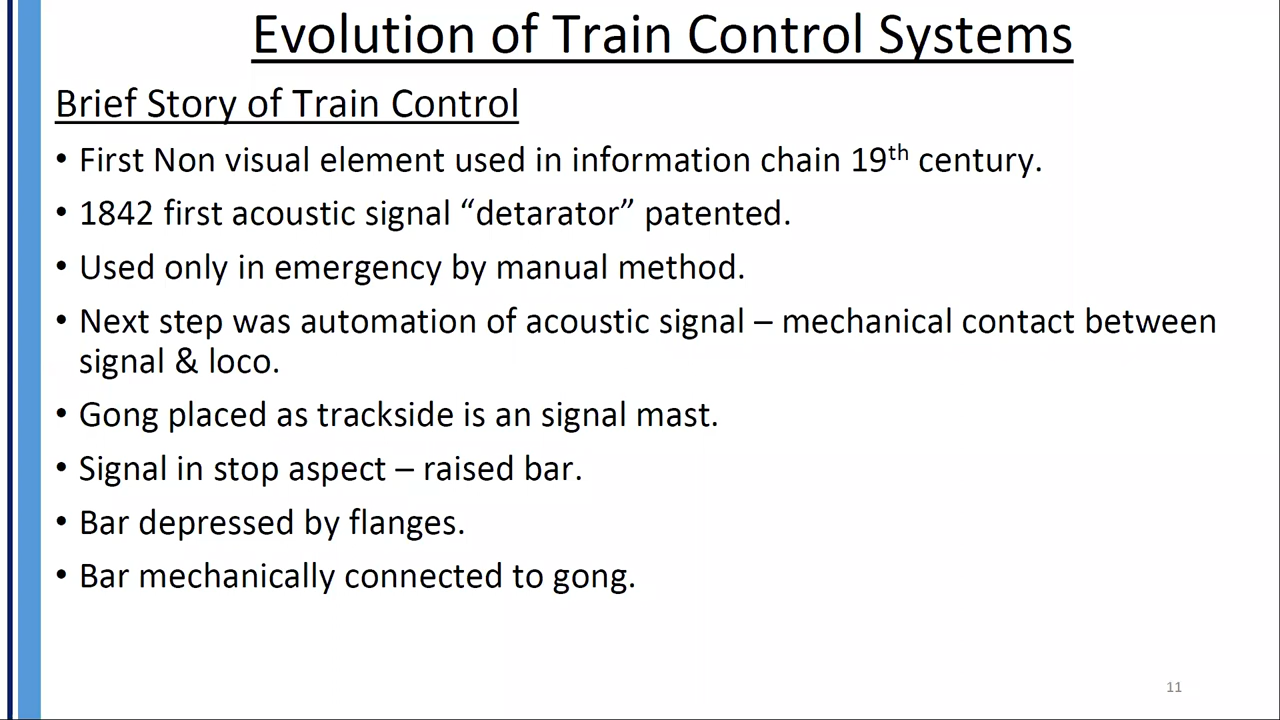 Evolution of Train Control Systems
Brief Story of Train Control
• First Non visual element used in information chain 19th century.
• 1842 first acoustic signal “detarator” patented.
• Used only in emergency by manual method.
• Next step was automation of acoustic signal – mechanical contact between
signal & loco.
• Gong placed as trackside is an signal mast.
• Signal in stop aspect – raised bar.
• Bar depressed by flanges.
• Bar mechanically connected to gong.
11